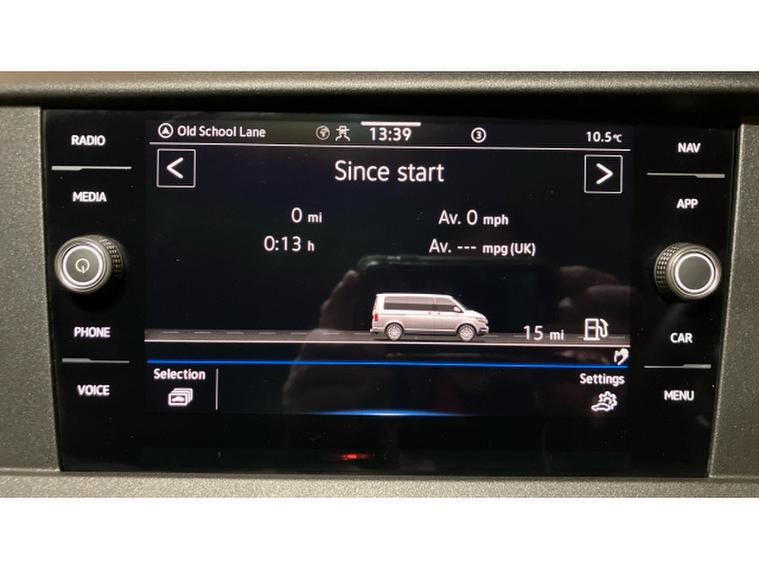 RADIO
MEDIA
PHONE
VOICE
Old School Lane 13:39 3 10.5°C
< Since start >
0 mi Av. 0 mph
0:13 h Av. --- mpg (UK)
15 mi
Selection Settings
NAV
APP
CAR
MENU